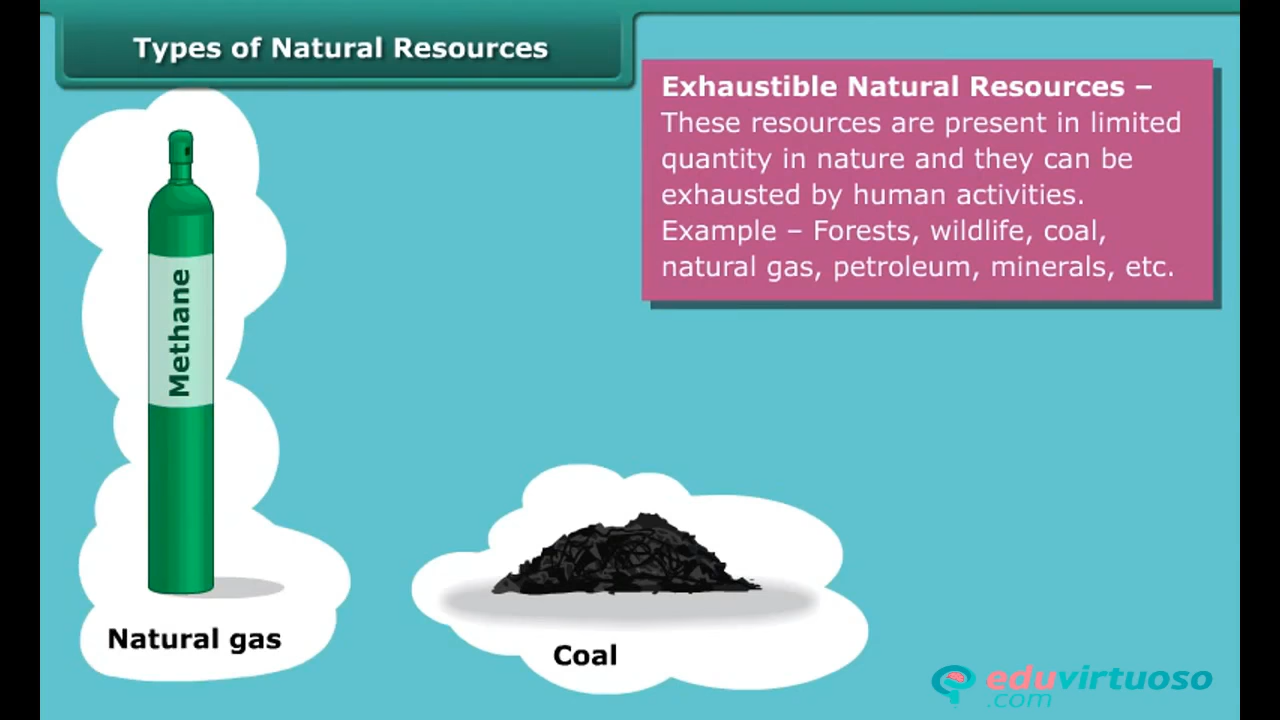 Types of Natural Resources
Exhaustible Natural Resources –
These resources are present in limited
quantity in nature and they can be
exhausted by human activities.
Example – Forests, wildlife, coal,
natural gas, petroleum, minerals, etc.
Methane
Natural gas
Coal
eduvirtuoso
.com